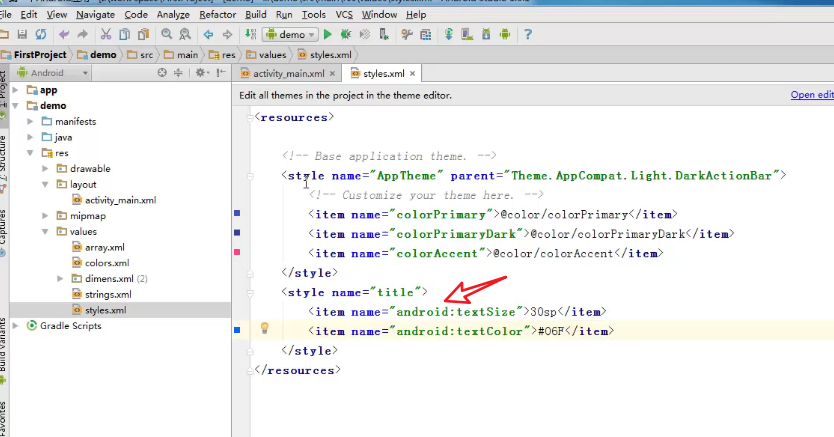 File Edit View Navigate Code Analyze Refactor Build Run Tools VCS Window Help
demo
FirstProject demo src main res values styles.xml
Android
activity_main.xml styles.xml
Edit all themes in the project in the theme editor. Open edit
app
demo
manifests
java
res
drawable
layout
activity_main.xml
mipmap
values
array.xml
colors.xml
dimens.xml (2)
strings.xml
styles.xml
Gradle Scripts
Structure
Captures
Build Variants
Favorites
<resources>
<!-- Base application theme. -->
<style name="AppTheme" parent="Theme.AppCompat.Light.DarkActionBar">
<!-- Customize your theme here. -->
<item name="colorPrimary">@color/colorPrimary</item>
<item name="colorPrimaryDark">@color/colorPrimaryDark</item>
<item name="colorAccent">@color/colorAccent</item>
</style>
<style name="title">
<item name="android:textSize">30sp</item>
<item name="android:textColor">#06F</item>
</style>
</resources>